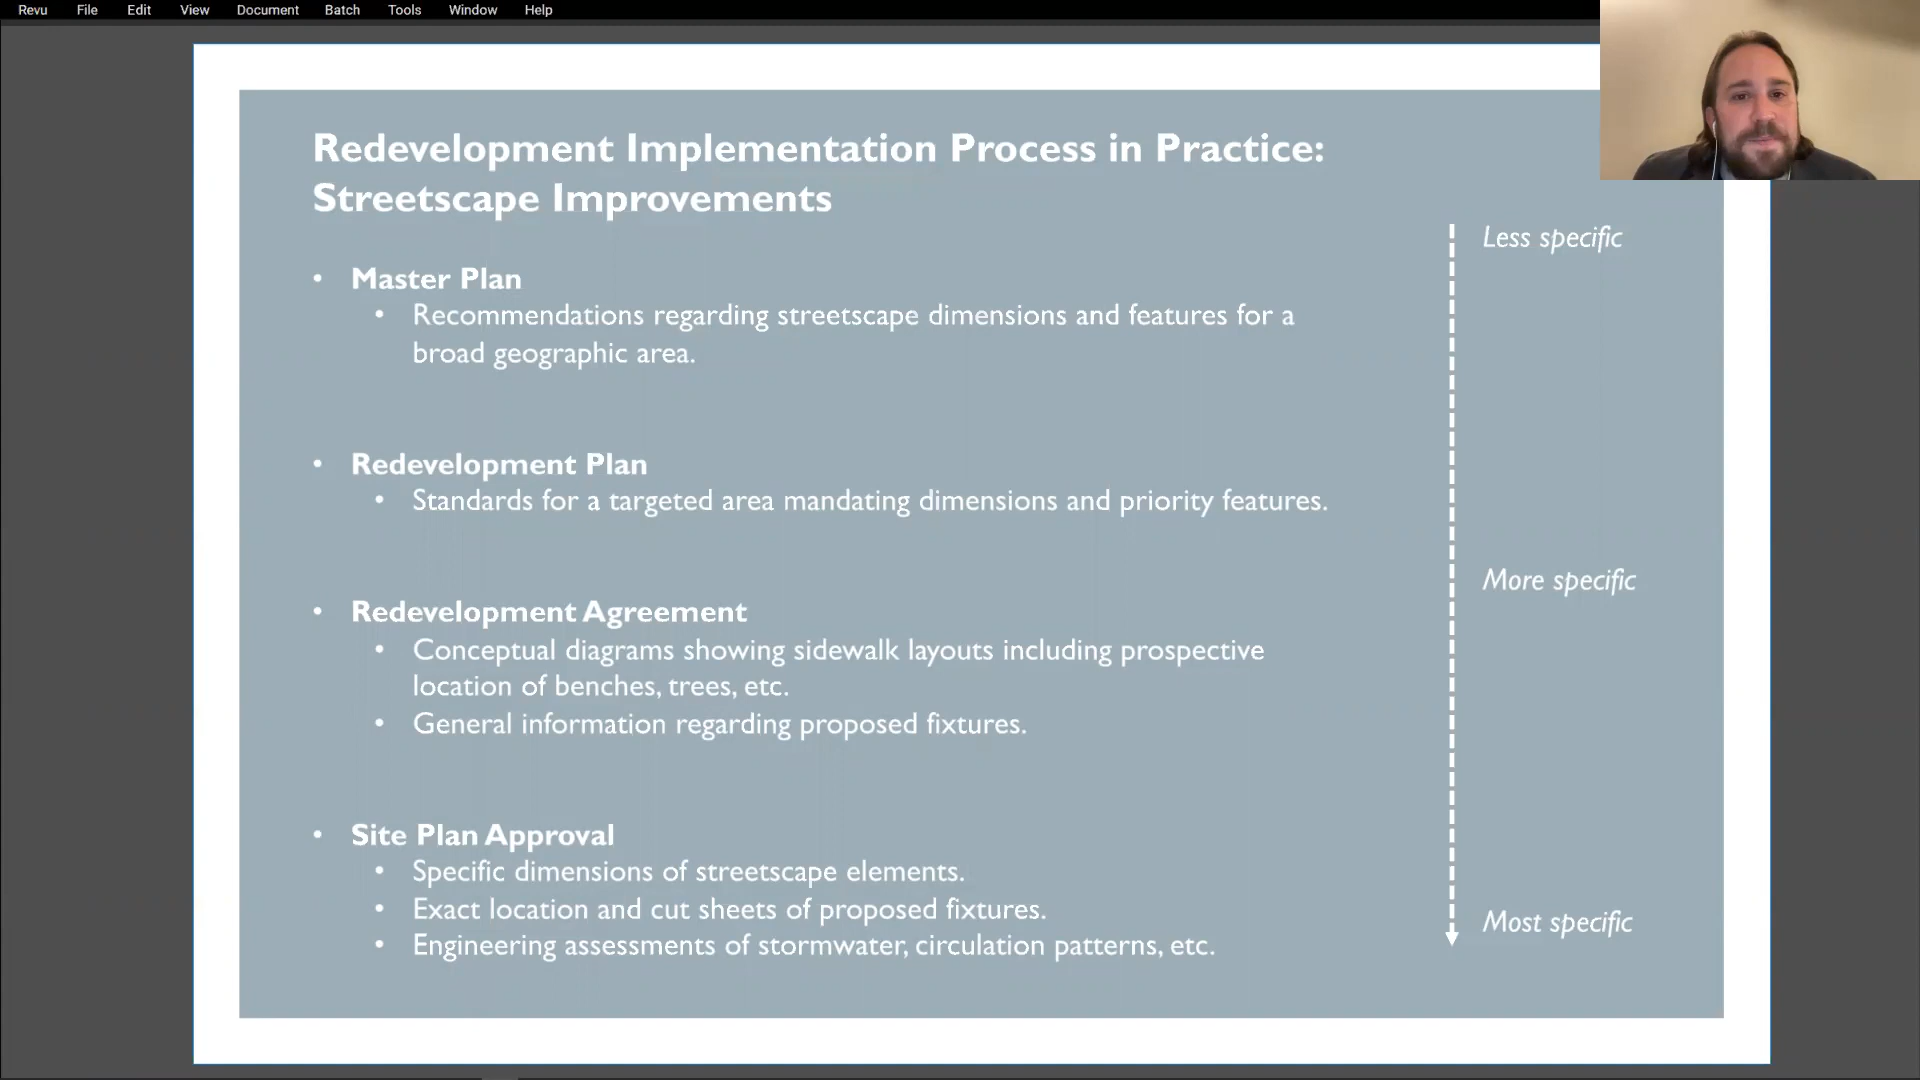 Revu File Edit View Document Batch Tools Window Help
Redevelopment Implementation Process in Practice:
Streetscape Improvements
Less specific
• Master Plan
• Recommendations regarding streetscape dimensions and features for a
broad geographic area.
• Redevelopment Plan
• Standards for a targeted area mandating dimensions and priority features.
More specific
• Redevelopment Agreement
• Conceptual diagrams showing sidewalk layouts including prospective
location of benches, trees, etc.
• General information regarding proposed fixtures.
• Site Plan Approval
• Specific dimensions of streetscape elements.
• Exact location and cut sheets of proposed fixtures.
Most specific
• Engineering assessments of stormwater, circulation patterns, etc.